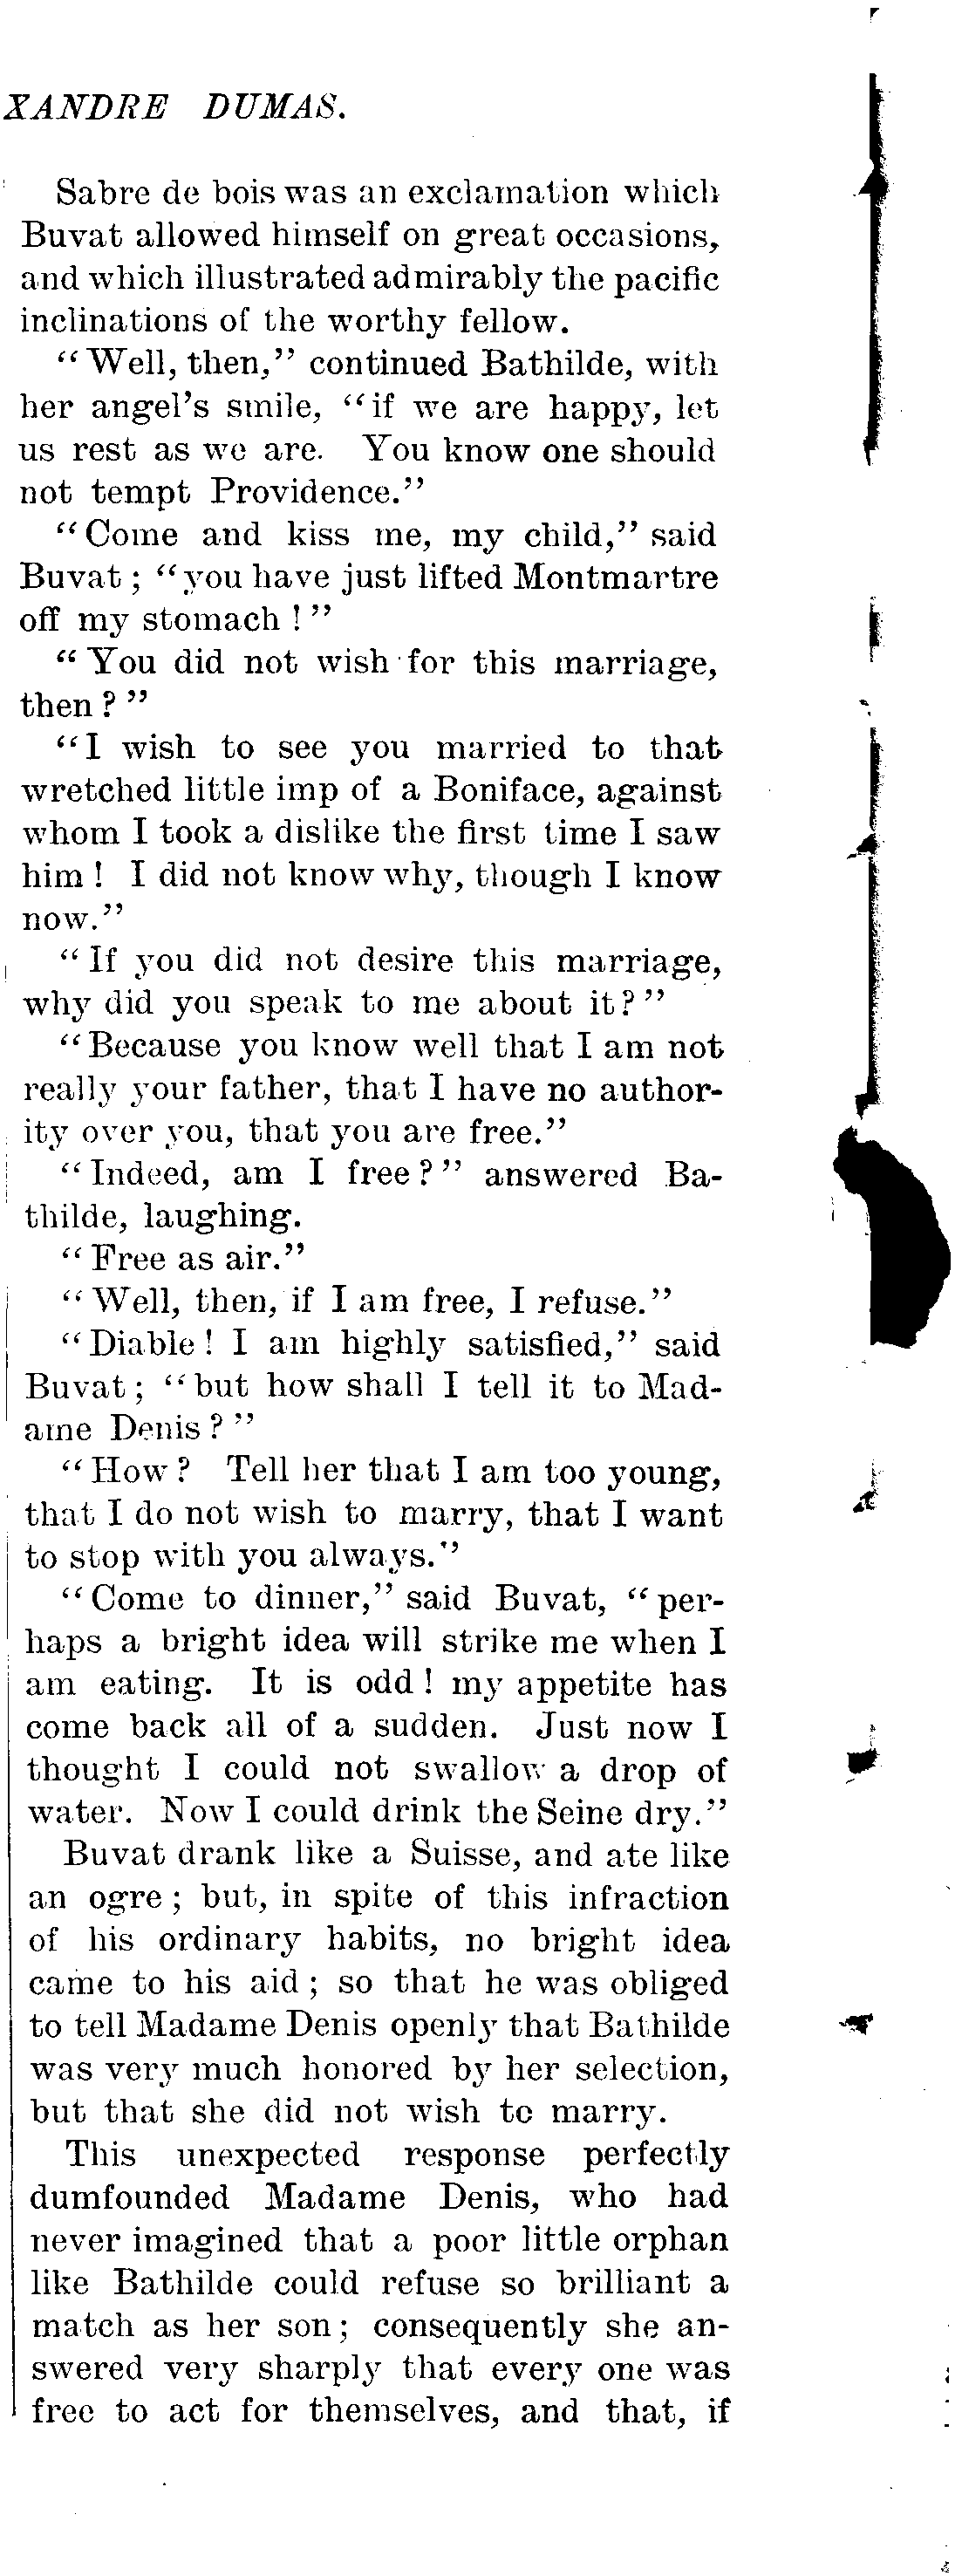 XANDRE DUMAS.
Sabre de bois was an exclamation which
Buvat allowed himself on great occasions,
and which illustrated admirably the pacific
inclinations of the worthy fellow.
"Well, then," continued Bathilde, with
her angel's smile, "if we are happy, let
us rest as we are. You know one should
not tempt Providence."
"Come and kiss me, my child," said
Buvat; "you have just lifted Montmartre
off my stomach!"
"You did not wish for this marriage,
then?"
"I wish to see you married to that
wretched little imp of a Boniface, against
whom I took a dislike the first time I saw
him! I did not know why, though I know
now."
"If you did not desire this marriage,
why did you speak to me about it?"
"Because you know well that I am not
really your father, that I have no author-
ity over you, that you are free."
"Indeed, am I free?" answered Ba-
thilde, laughing.
"Free as air."
"Well, then, if I am free, I refuse."
"Diable! I am highly satisfied," said
Buvat; "but how shall I tell it to Mad-
ame Denis?"
"How? Tell her that I am too young,
that I do not wish to marry, that I want
to stop with you always."
"Come to dinner," said Buvat, "per-
haps a bright idea will strike me when I
am eating. It is odd! my appetite has
come back all of a sudden. Just now I
thought I could not swallow a drop of
water. Now I could drink the Seine dry."
Buvat drank like a Suisse, and ate like
an ogre; but, in spite of this infraction
of his ordinary habits, no bright idea
came to his aid; so that he was obliged
to tell Madame Denis openly that Bathilde
was very much honored by her selection,
but that she did not wish to marry.
This unexpected response perfectly
dumfounded Madame Denis, who had
never imagined that a poor little orphan
like Bathilde could refuse so brilliant a
match as her son; consequently she an-
swered very sharply that every one was
free to act for themselves, and that, if